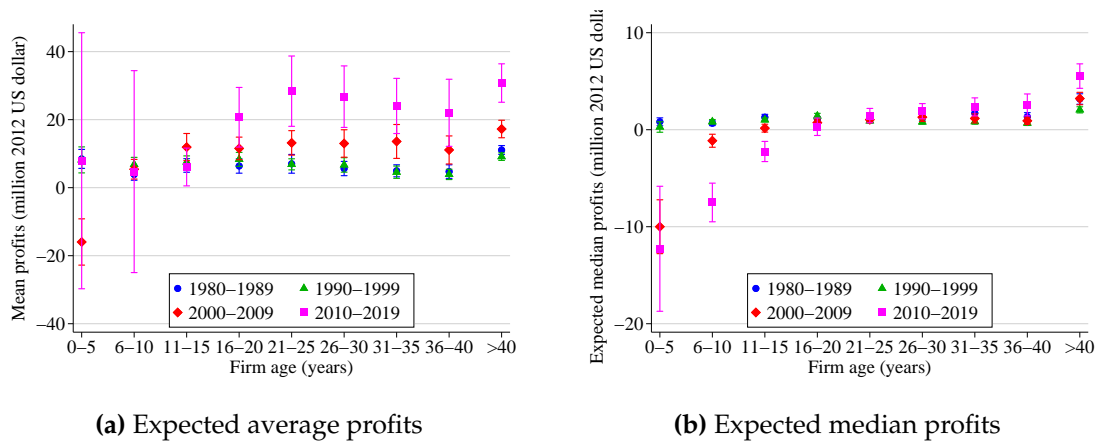 Mean profits (million 2012 US dollar)
40
20
0
−20
−40
1980−1989
1990−1999
2000−2009
2010−2019
0−5 6−10 11−15 16−20 21−25 26−30 31−35 36−40 >40
Firm age (years)
(a) Expected average profits
Expected median profits (million 2012 US dolla
10
0
−10
−20
1980−1989
1990−1999
2000−2009
2010−2019
0−5 6−10 11−15 16−20 21−25 26−30 31−35 36−40 >40
Firm age (years)
(b) Expected median profits